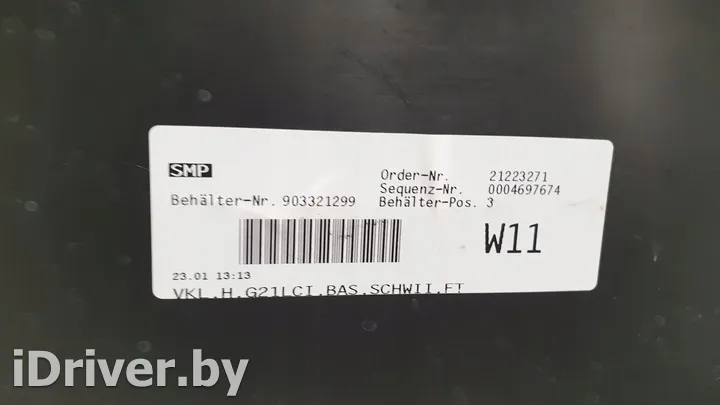 SMP
Order-Nr. 21223271
Sequenz-Nr. 0004697674
Behälter-Nr. 903321299 Behälter-Pos. 3
W11
23.01 13:13
VKL.H.G21LCI.BAS.SCHWII.FT
iDriver.by